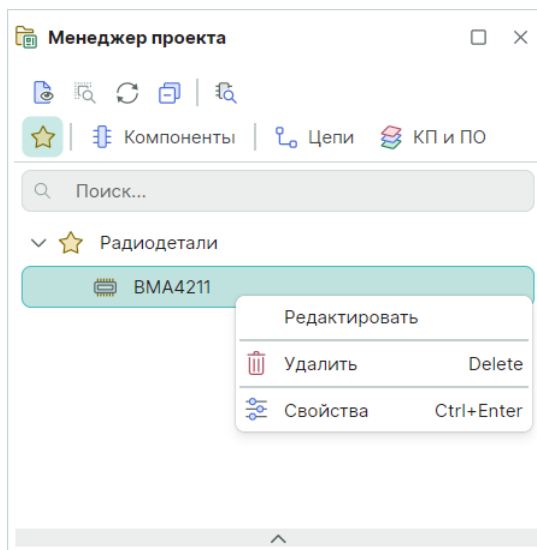 Менеджер проекта
Компоненты Цепи КП и ПО
Поиск...
Радиодетали
BMA4211
Редактировать
Удалить Delete
Свойства Ctrl+Enter